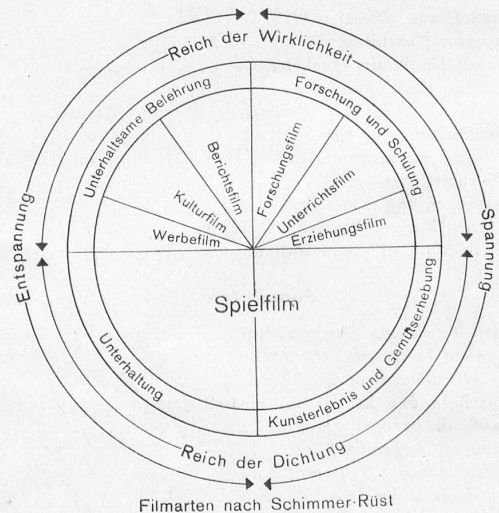 Reich der Wirklichkeit
Unterhaltsame Belehrung
Forschung und Schulung
Berichtsfilm
Forschungsfilm
Kulturfilm
Unterrichtsfilm
Werbefilm
Erziehungsfilm
Entspannung
Spannung
Spielfilm
Unterhaltung
Kunsterlebnis und Gemütserhebung
Reich der Dichtung
Filmarten nach Schimmer-Rüst